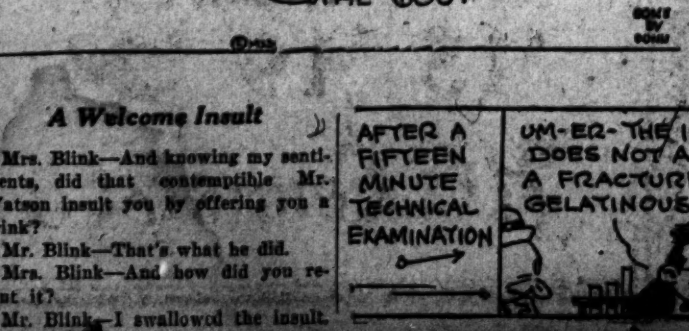 A Welcome Insult
Mrs. Blink—And knowing my senti-
ents, did that contemptible Mr.
atson insult you by offering you a
ink?
Mr. Blink—That's what he did.
Mrs. Blink—And how did you re-
nt it?
Mr. Blink—I swallowed the insult.
AFTER A
FIFTEEN
MINUTE
TECHNICAL
EXAMINATION
UM-ER-THE I
DOES NOT A
A FRACTUR
GELATINOUS